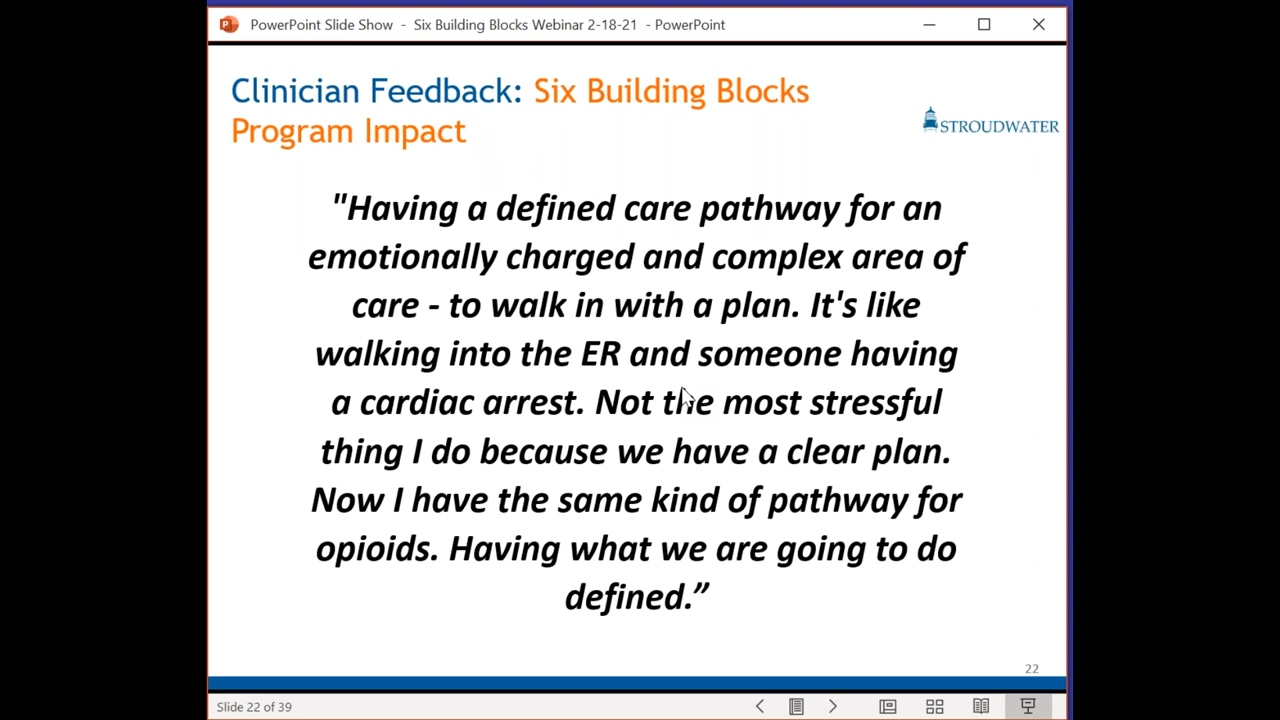 PowerPoint Slide Show - Six Building Blocks Webinar 2-18-21 - PowerPoint
Clinician Feedback: Six Building Blocks
Program Impact
STROUDWATER
"Having a defined care pathway for an
emotionally charged and complex area of
care - to walk in with a plan. It's like
walking into the ER and someone having
a cardiac arrest. Not the most stressful
thing I do because we have a clear plan.
Now I have the same kind of pathway for
opioids. Having what we are going to do
defined.”
22
Slide 22 of 39